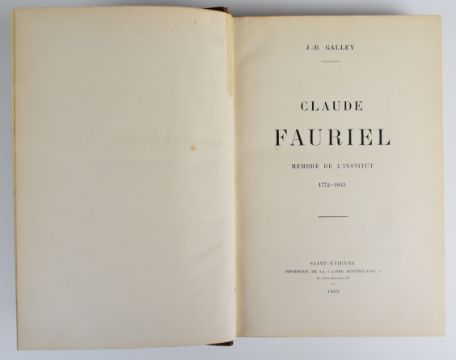 J.-B. GALLEY
CLAUDE
FAURIEL
MEMBRE DE L'INSTITUT
1772-1843
SAINT-ÉTIENNE
IMPRIMERIE DE LA « LOIRE RÉPUBLICAINE »
1909